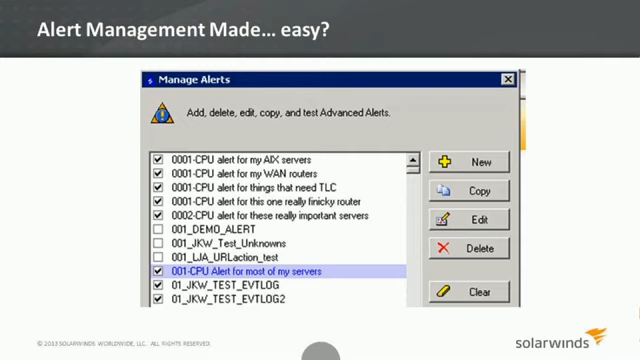 Alert Management Made… easy?
Manage Alerts
Add, delete, edit, copy, and test Advanced Alerts.
0001-CPU alert for my AIX servers
0001-CPU alert for my WAN routers
0001-CPU alert for things that need TLC
0001-CPU alert for this one really finicky router
0002-CPU alert for these really important servers
001_DEMO_ALERT
001_JKW_Test_Unknowns
001_LJA_URLaction_test
001-CPU Alert for most of my servers
01_JKW_TEST_EVTLOG
01_JKW_TEST_EVTLOG2
New
Copy
Edit
Delete
Clear
© 2013 SOLARWINDS WORLDWIDE, LLC. ALL RIGHTS RESERVED.
solarwinds